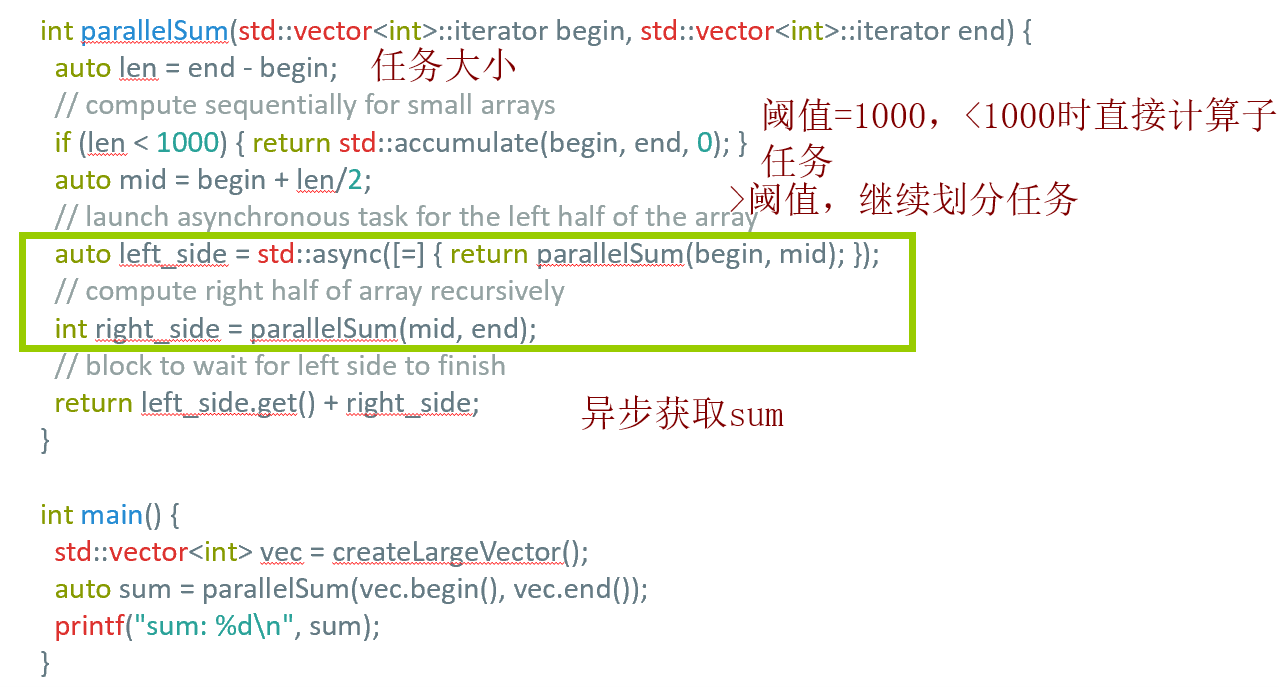 int parallelSum(std::vector<int>::iterator begin, std::vector<int>::iterator end) {
auto len = end - begin;
任务大小
// compute sequentially for small arrays
if (len < 1000) { return std::accumulate(begin, end, 0); }
阈值=1000，<1000时直接计算子
任务
auto mid = begin + len/2;
>阈值，继续划分任务
// launch asynchronous task for the left half of the array
auto left_side = std::async([=] { return parallelSum(begin, mid); });
// compute right half of array recursively
int right_side = parallelSum(mid, end);
// block to wait for left side to finish
return left_side.get() + right_side;
异步获取sum
}
int main() {
std::vector<int> vec = createLargeVector();
auto sum = parallelSum(vec.begin(), vec.end());
printf("sum: %d\n", sum);
}